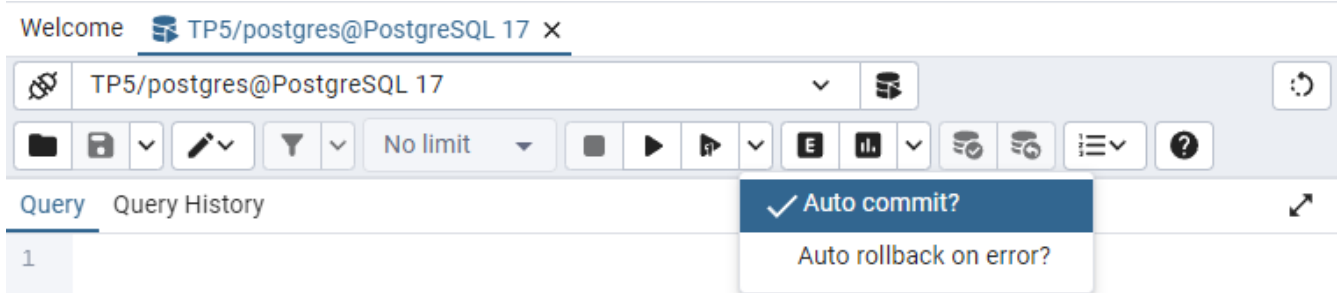 Welcome TP5/postgres@PostgreSQL 17
TP5/postgres@PostgreSQL 17
No limit E
Query Query History
Auto commit?
Auto rollback on error?
1